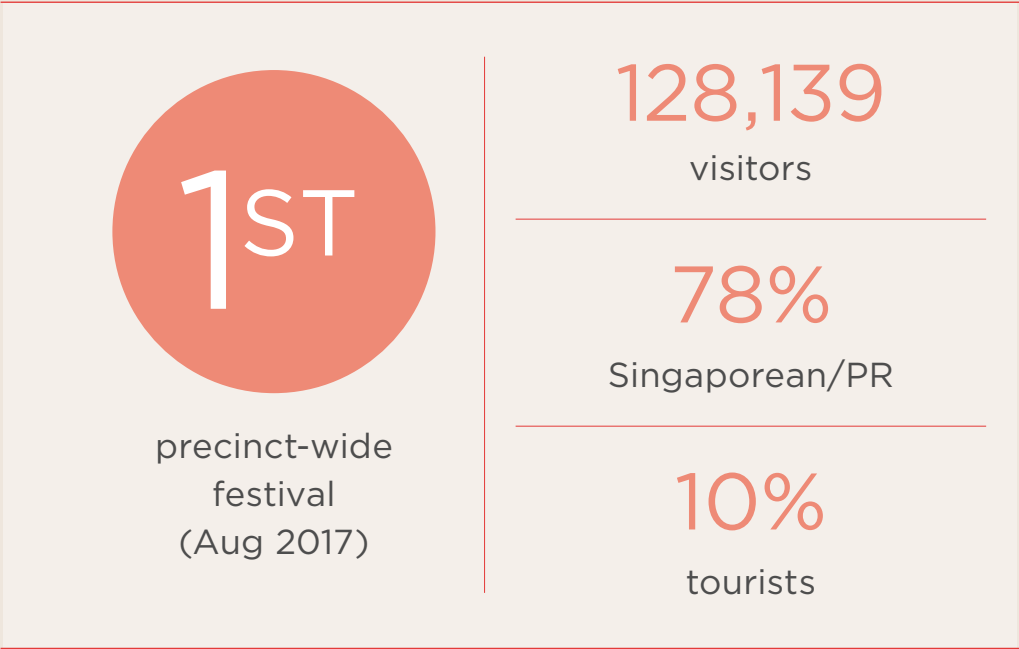 1ST
precinct-wide
festival
(Aug 2017)
128,139
visitors
78%
Singaporean/PR
10%
tourists